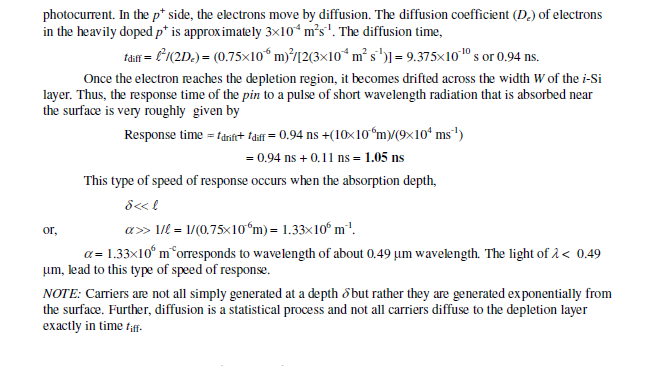 photocurrent. In the p⁺ side, the electrons move by diffusion. The diffusion coefficient (Dₑ) of electrons
in the heavily doped p⁺ is approximately 3×10⁻⁴ m²s⁻¹. The diffusion time,
t_diff = ℓ²/(2Dₑ) = (0.75×10⁻⁶ m)²/[2(3×10⁻⁴ m² s⁻¹)] = 9.375×10⁻¹⁰ s or 0.94 ns.
Once the electron reaches the depletion region, it becomes drifted across the width W of the i-Si
layer. Thus, the response time of the pin to a pulse of short wavelength radiation that is absorbed near
the surface is very roughly given by
Response time = t_drift+ t_diff = 0.94 ns +(10×10⁻⁶m)/(9×10⁴ ms⁻¹)
= 0.94 ns + 0.11 ns = 1.05 ns
This type of speed of response occurs when the absorption depth,
δ<< ℓ
or, α>> 1/ℓ = 1/(0.75×10⁻⁶m) = 1.33×10⁶ m⁻¹.
α = 1.33×10⁶ m⁻ᶜorresponds to wavelength of about 0.49 μm wavelength. The light of λ < 0.49
μm, lead to this type of speed of response.
NOTE: Carriers are not all simply generated at a depth δ but rather they are generated exponentially from
the surface. Further, diffusion is a statistical process and not all carriers diffuse to the depletion layer
exactly in time t_iff.